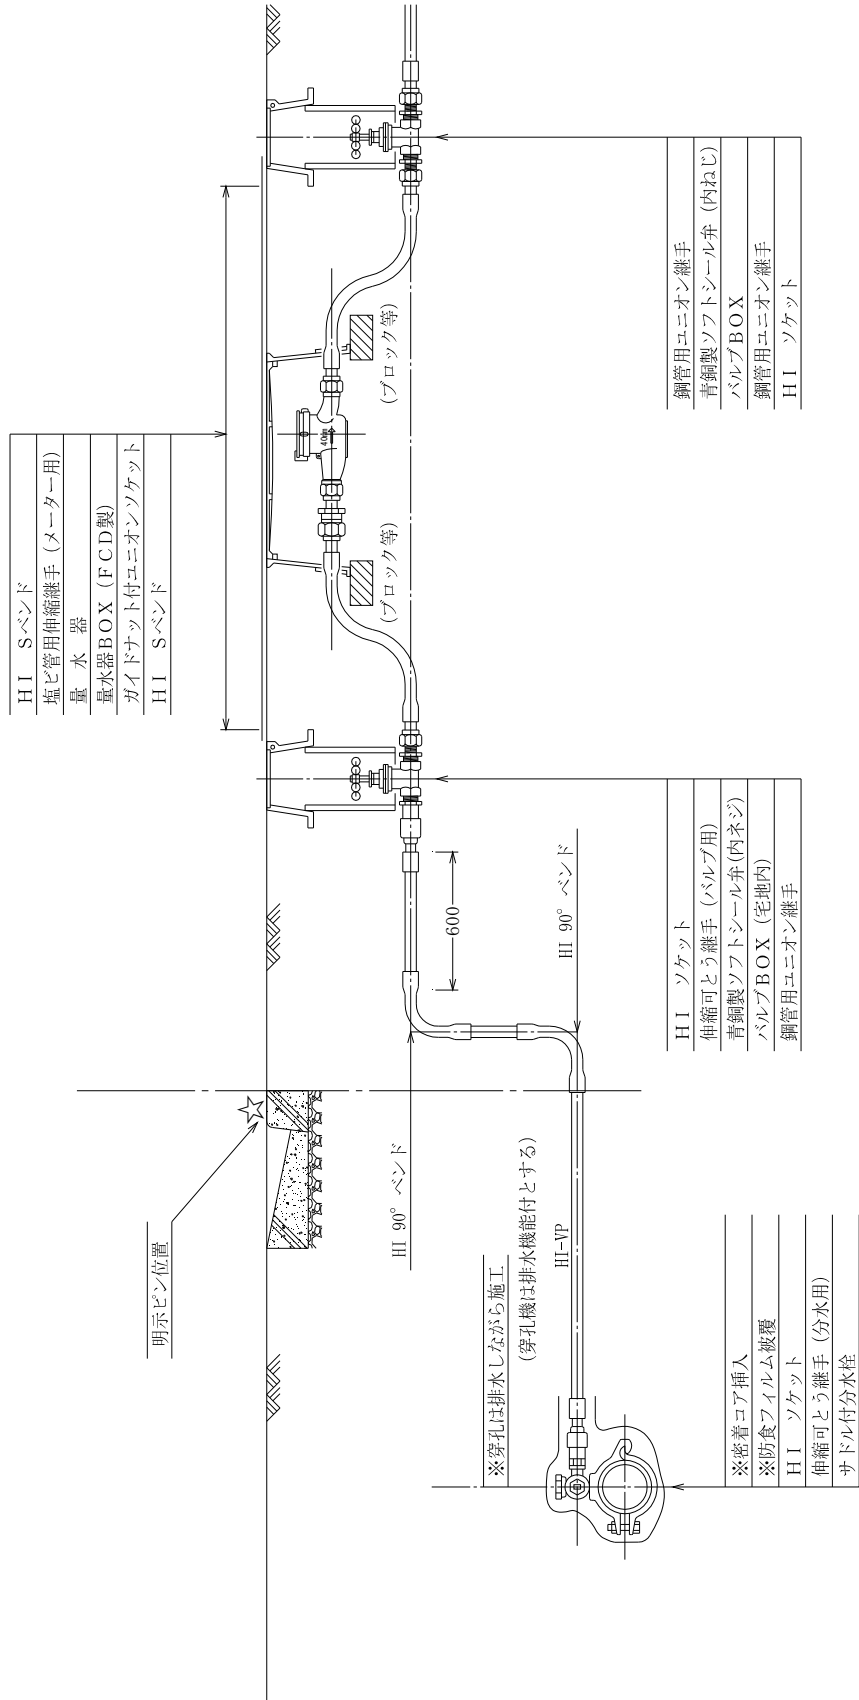 HI Sベンド
塩ビ管用伸縮継手 (メーター用)
量 水 器
量水器BOX (FCD製)
ガイドナット付ユニオンソケット
HI Sベンド
明示ピン位置
40mm
(ブロック等)
(ブロック等)
600
HI 90° ベンド
HI 90° ベンド
HI-VP
※穿孔は排水しながら施工
(穿孔機は排水機能付とする)
※密着コア挿入
※防食フィルム被覆
HI ソケット
伸縮可とう継手 (分水用)
サドル付分水栓
HI ソケット
伸縮可とう継手 (バルブ用)
青銅製ソフトシール弁(内ネジ)
バルブBOX (宅地内)
鋼管用ユニオン継手
鋼管用ユニオン継手
青銅製ソフトシール弁 (内ねじ)
バルブBOX
鋼管用ユニオン継手
HI ソケット